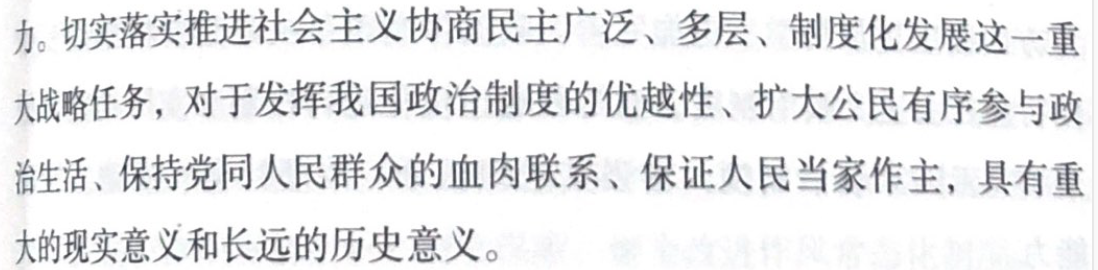 力。切实落实推进社会主义协商民主广泛、多层、制度化发展这一重
大战略任务，对于发挥我国政治制度的优越性、扩大公民有序参与政
治生活、保持党同人民群众的血肉联系、保证人民当家作主，具有重
大的现实意义和长远的历史意义。